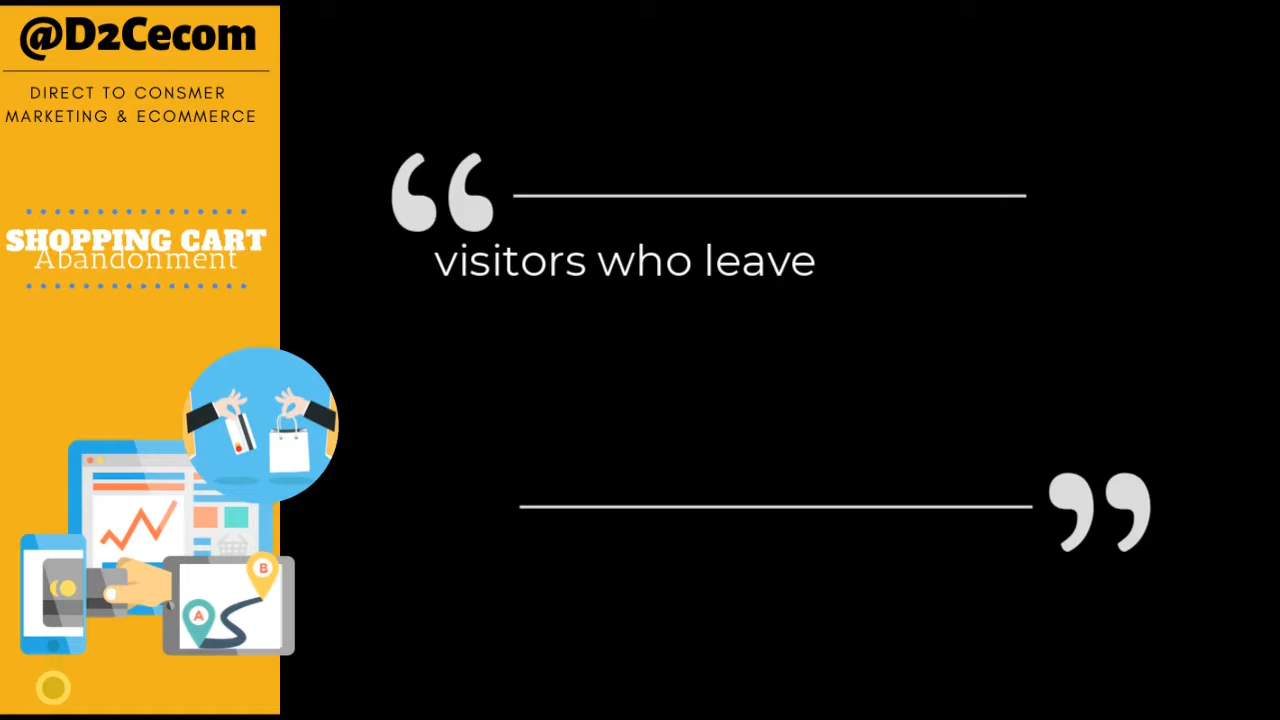 @D2Cecom
DIRECT TO CONSMER
MARKETING & ECOMMERCE
SHOPPING CART
Abandonment
“
visitors who leave
”
A
B